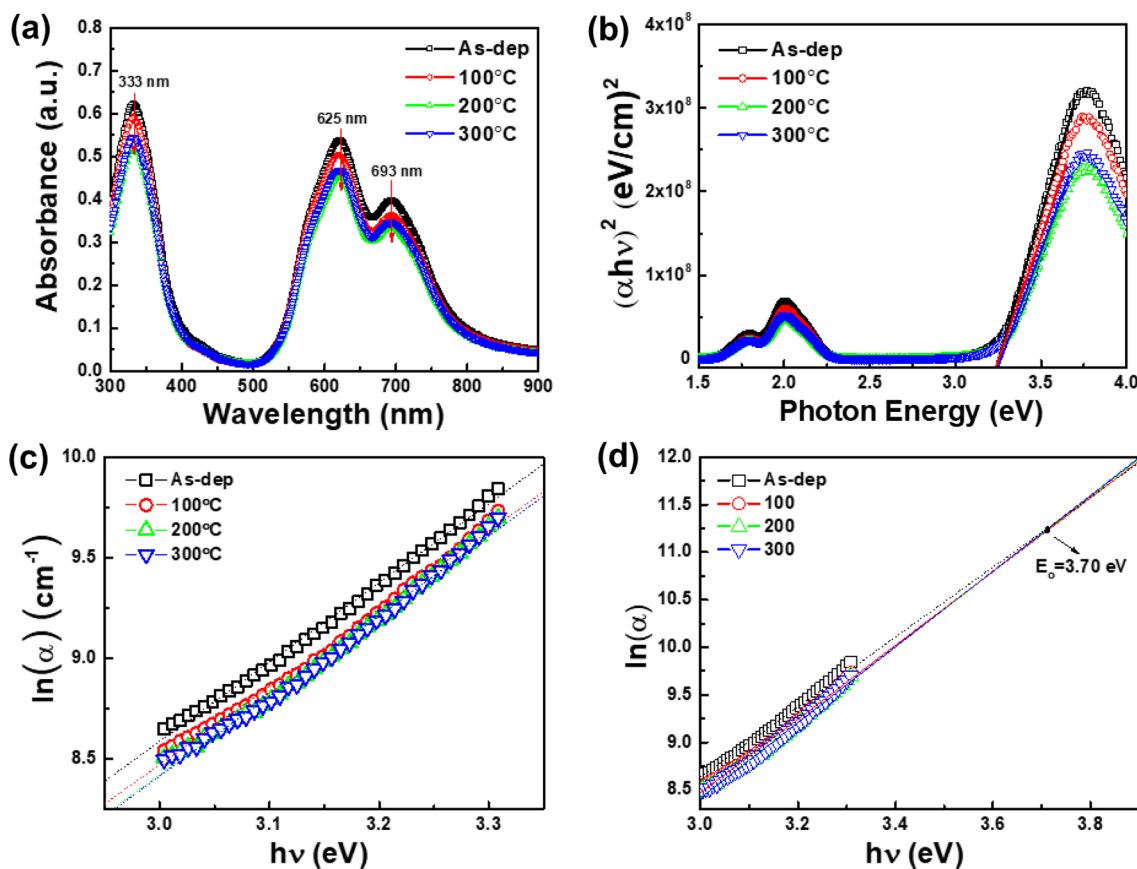 (a)
0.8
0.7
0.6
0.5
0.4
0.3
0.2
0.1
0.0
Absorbance (a.u.)
333 nm
625 nm
693 nm
As-dep
100°C
200°C
300°C
300 400 500 600 700 800 900
Wavelength (nm)
(b)
4x10⁸
3x10⁸
2x10⁸
1x10⁸
0
(αhν)² (eV/cm)²
As-dep
100°C
200°C
300°C
1.5 2.0 2.5 3.0 3.5 4.0
Photon Energy (eV)
(c)
10.0
9.5
9.0
8.5
ln(α) (cm⁻¹)
As-dep
100°C
200°C
300°C
3.0 3.1 3.2 3.3
hν (eV)
(d)
12.0
11.5
11.0
10.5
10.0
9.5
9.0
8.5
ln(α)
As-dep
100
200
300
Eₒ=3.70 eV
3.0 3.2 3.4 3.6 3.8
hν (eV)